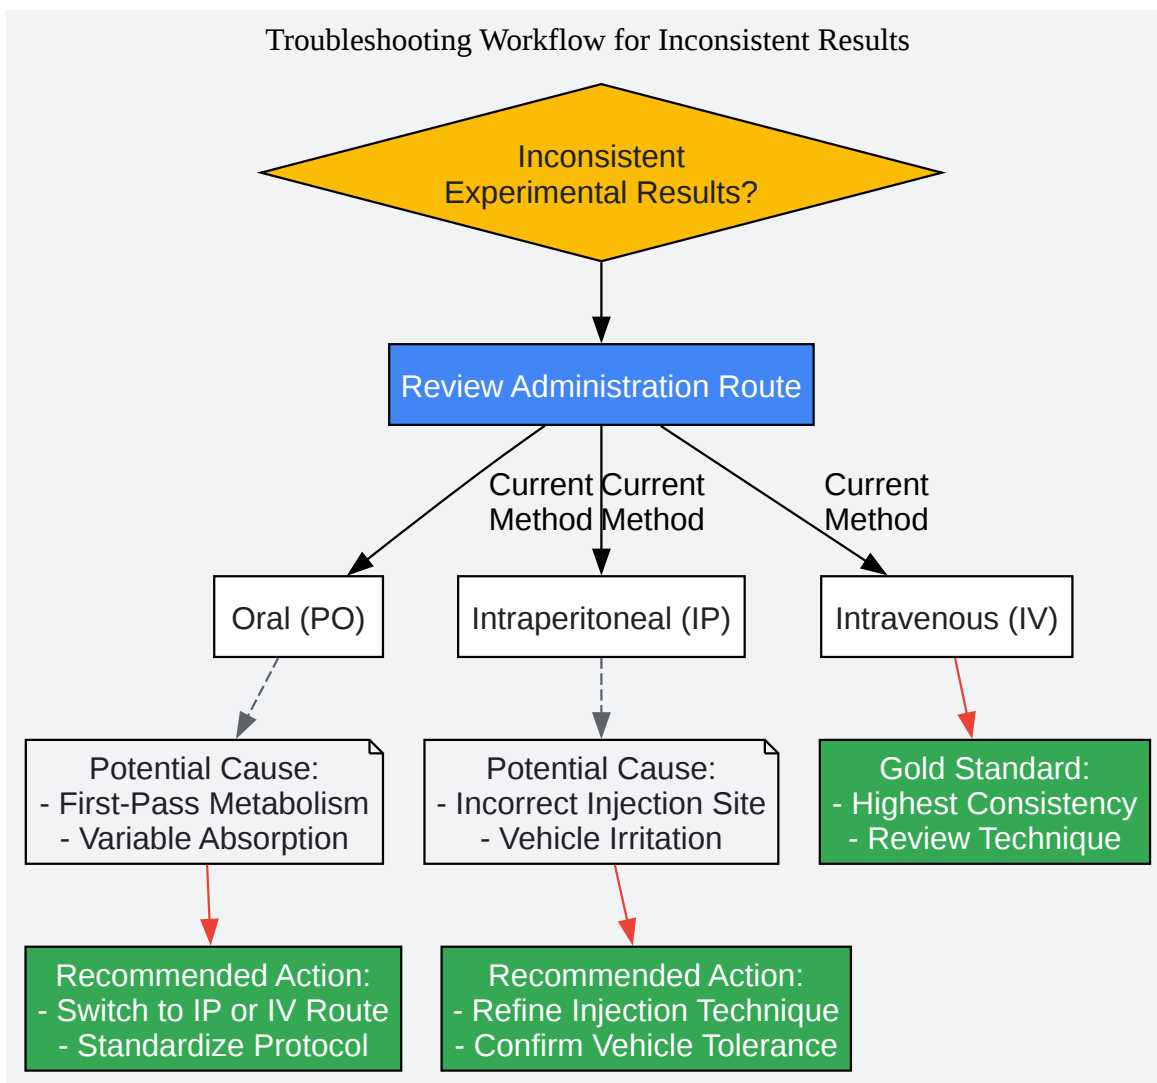 Troubleshooting Workflow for Inconsistent Results
Inconsistent
Experimental Results?
Review Administration Route
Current
Method
Current
Method
Current
Method
Oral (PO)
Intraperitoneal (IP)
Intravenous (IV)
Potential Cause:
- First-Pass Metabolism
- Variable Absorption
Potential Cause:
- Incorrect Injection Site
- Vehicle Irritation
Gold Standard:
- Highest Consistency
- Review Technique
Recommended Action:
- Switch to IP or IV Route
- Standardize Protocol
Recommended Action:
- Refine Injection Technique
- Confirm Vehicle Tolerance